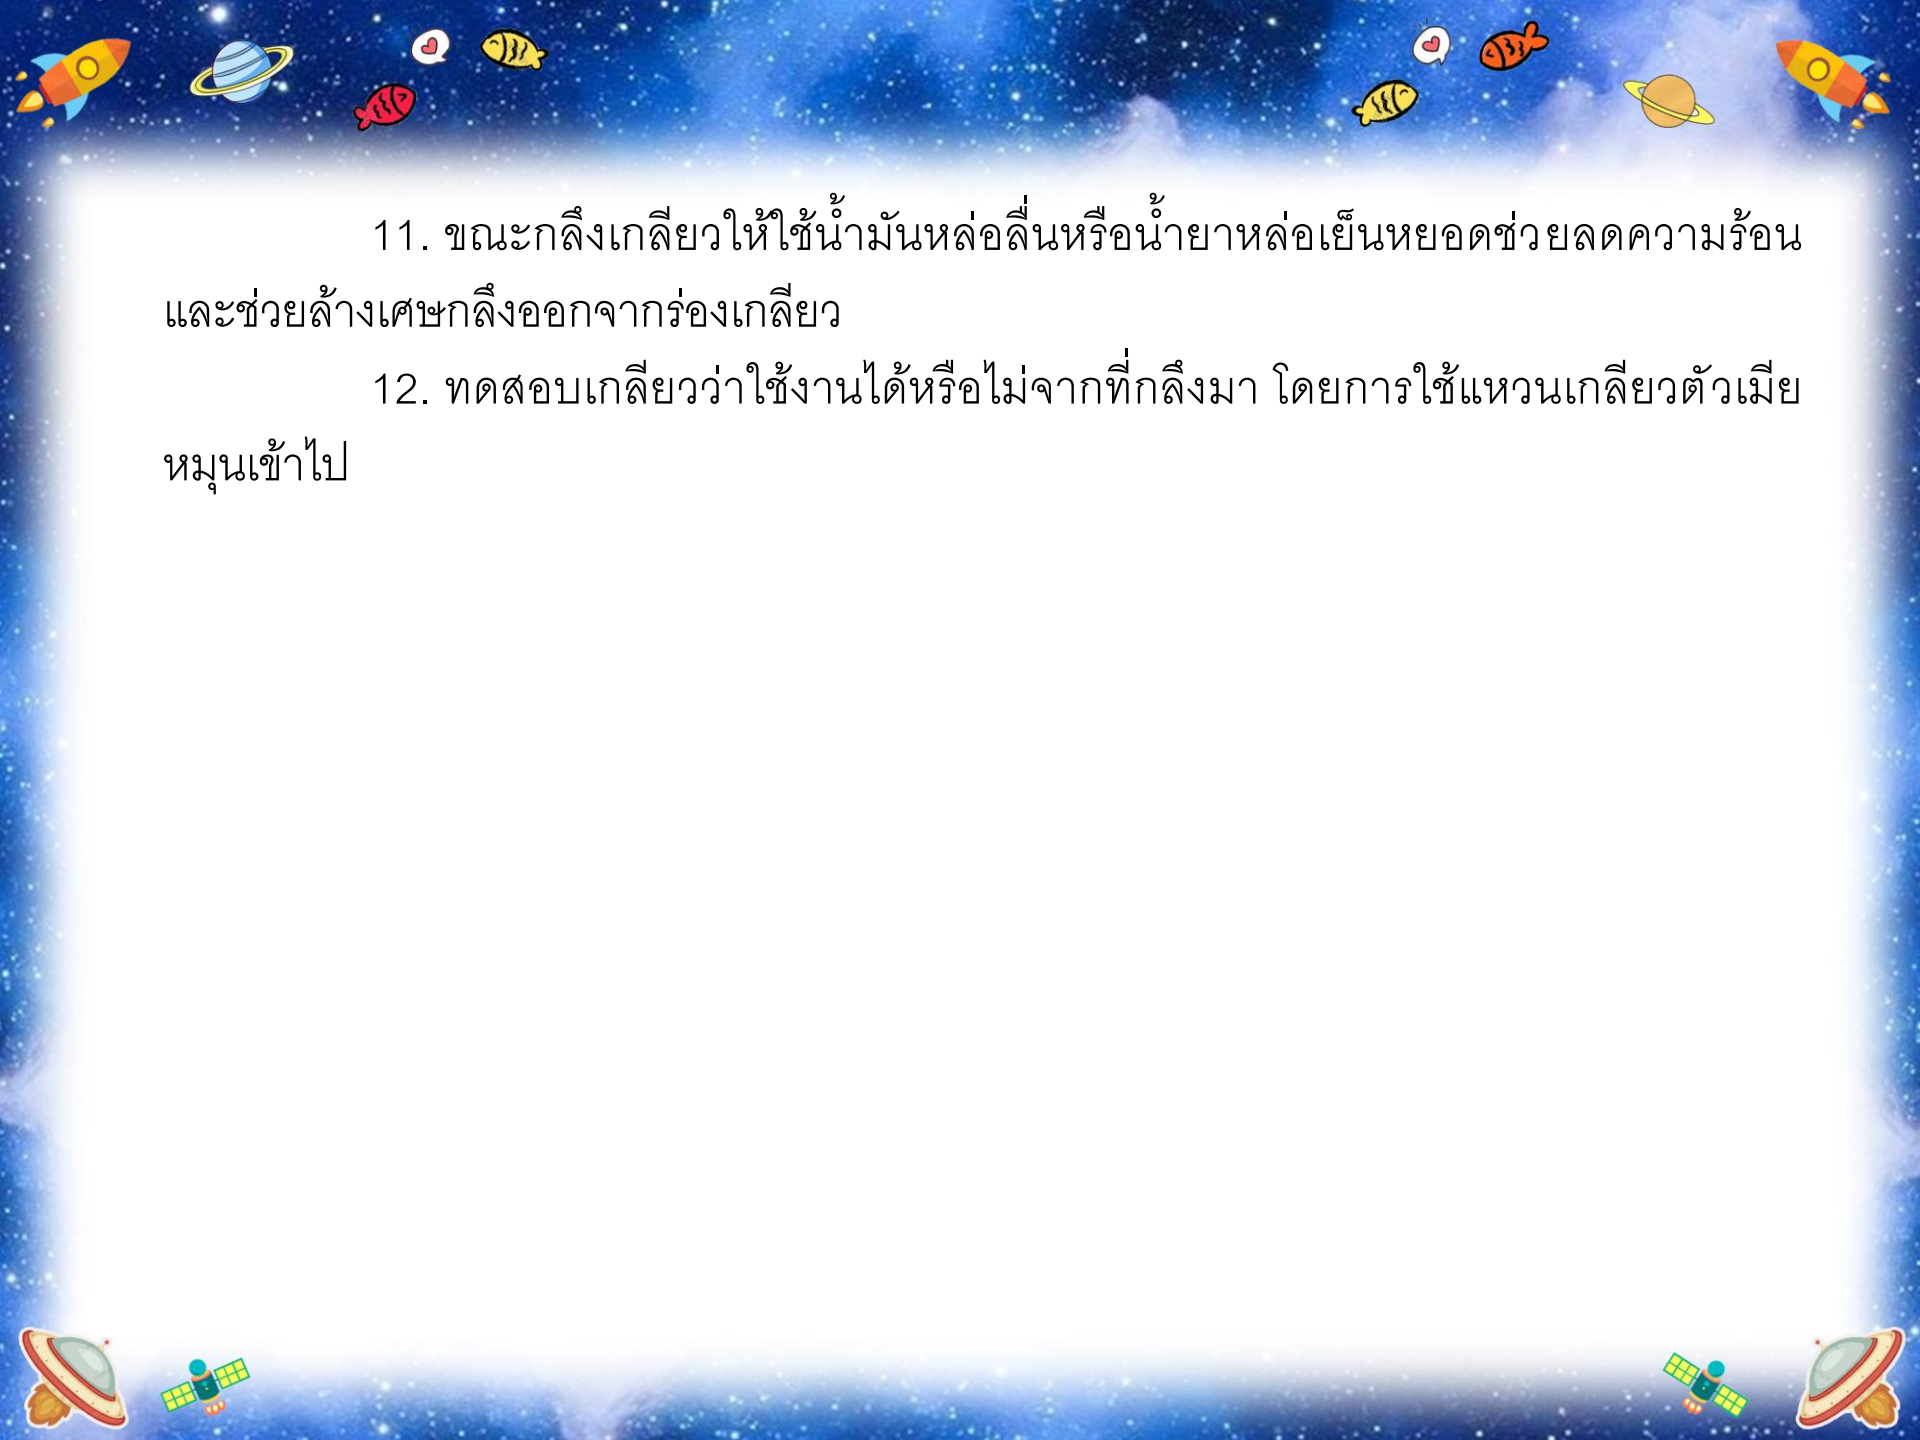 11. ขณะกลึงเกลียวให้ใช้น้ำมันหล่อลื่นหรือน้ำยาหล่อเย็นหยอดช่วยลดความร้อน
และช่วยล้างเศษกลึงออกจากร่องเกลียว
12. ทดสอบเกลียวว่าใช้งานได้หรือไม่จากที่กลึงมา โดยการใช้แหวนเกลียวตัวเมีย
หมุนเข้าไป